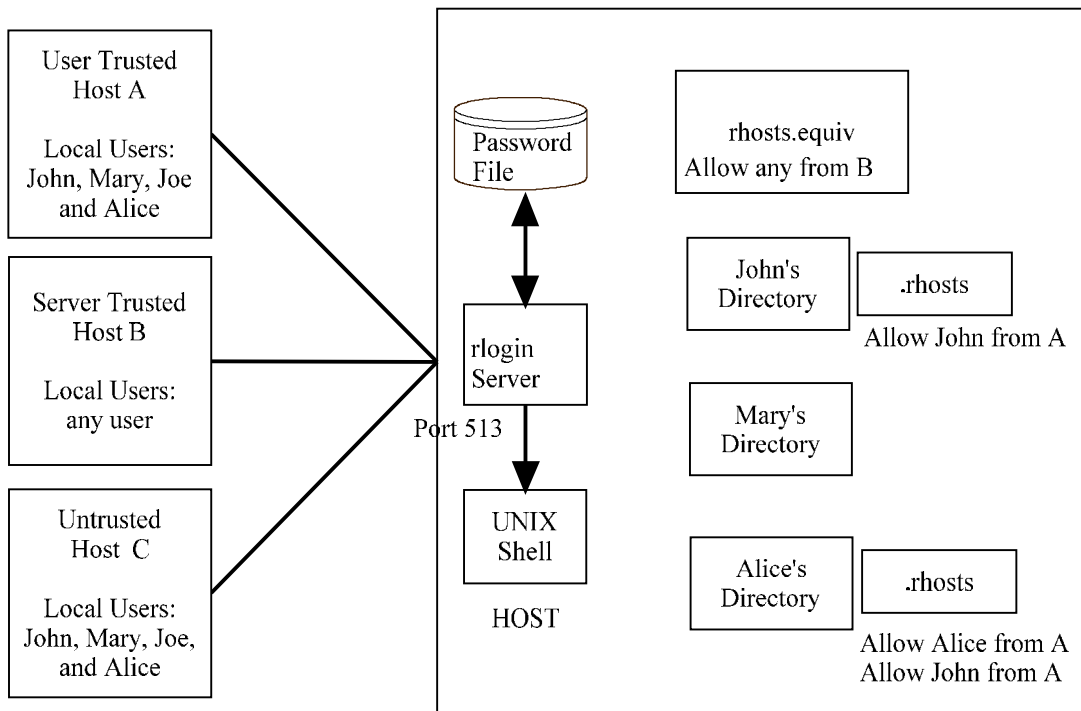 User Trusted
Host A
Local Users:
John, Mary, Joe
and Alice
Server Trusted
Host B
Local Users:
any user
Untrusted
Host C
Local Users:
John, Mary, Joe,
and Alice
Password
File
rlogin
Server
Port 513
UNIX
Shell
HOST
rhosts.equiv
Allow any from B
John's
Directory
.rhosts
Allow John from A
Mary's
Directory
Alice's
Directory
.rhosts
Allow Alice from A
Allow John from A